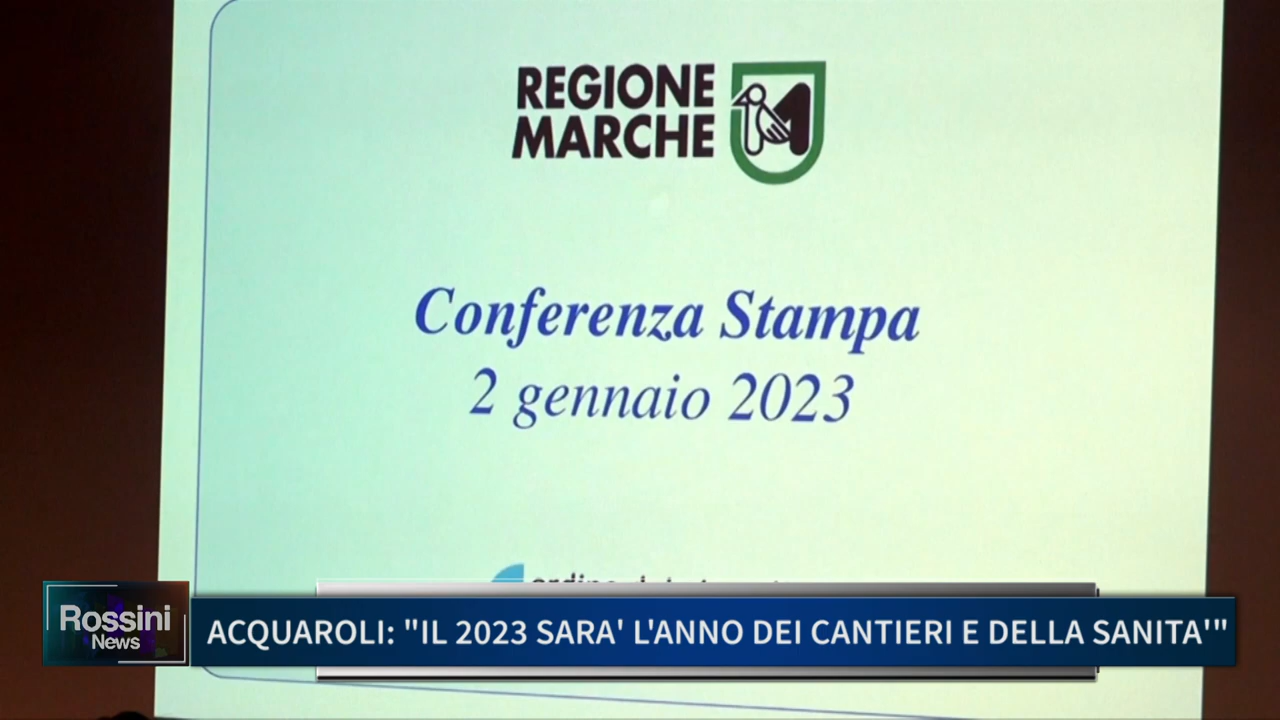 REGIONE
MARCHE
Conferenza Stampa
2 gennaio 2023
Rossini
News
ACQUAROLI: "IL 2023 SARA' L'ANNO DEI CANTIERI E DELLA SANITA'"